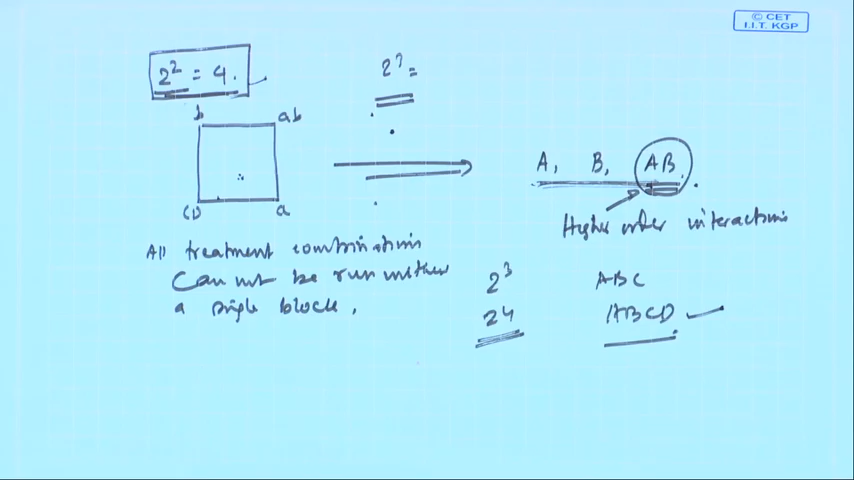 © CET
I.I.T. KGP
2² = 4.
2² =
b ab
(1) a
A, B, AB.
Higher order interactions
All treatment combinations
Can not be run within
a single block.
2³ ABC
2⁴ ABCD